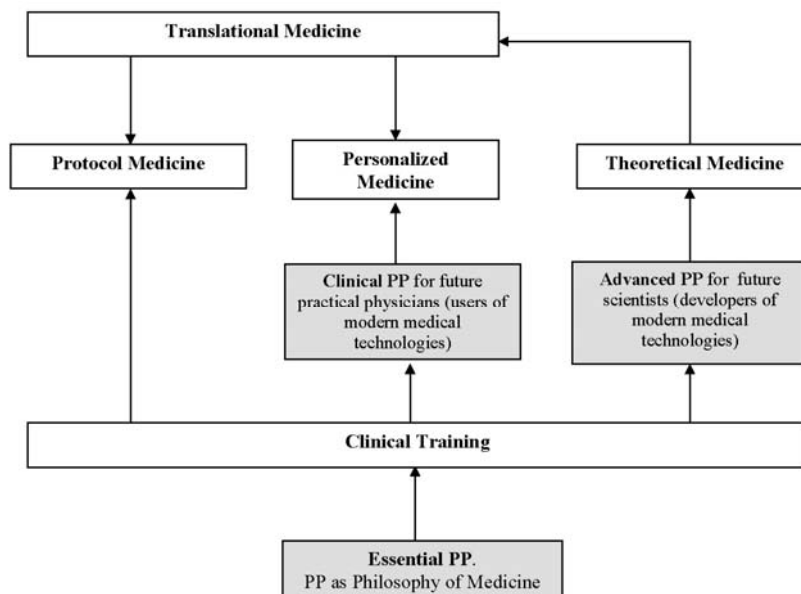 Translational Medicine
Protocol Medicine
Personalized
Medicine
Theoretical Medicine
Clinical PP for future
practical physicians (users of
modern medical
technologies)
Advanced PP for future
scientists (developers of
modern medical
technologies)
Clinical Training
Essential PP.
PP as Philosophy of Medicine